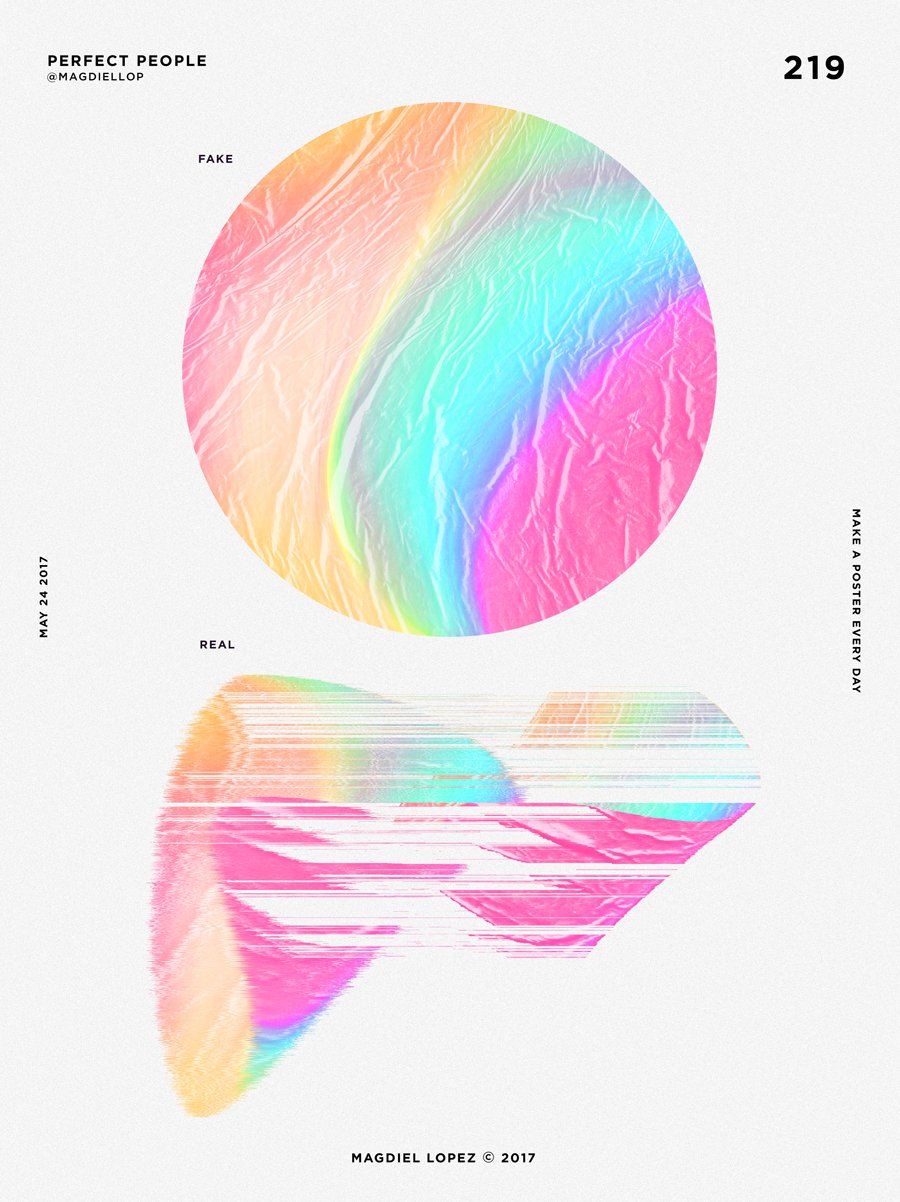 PERFECT PEOPLE
@MAGDIELLOP
219
FAKE
MAKE A POSTER EVERY DAY
MAY 24 2017
REAL
MAGDIEL LOPEZ © 2017